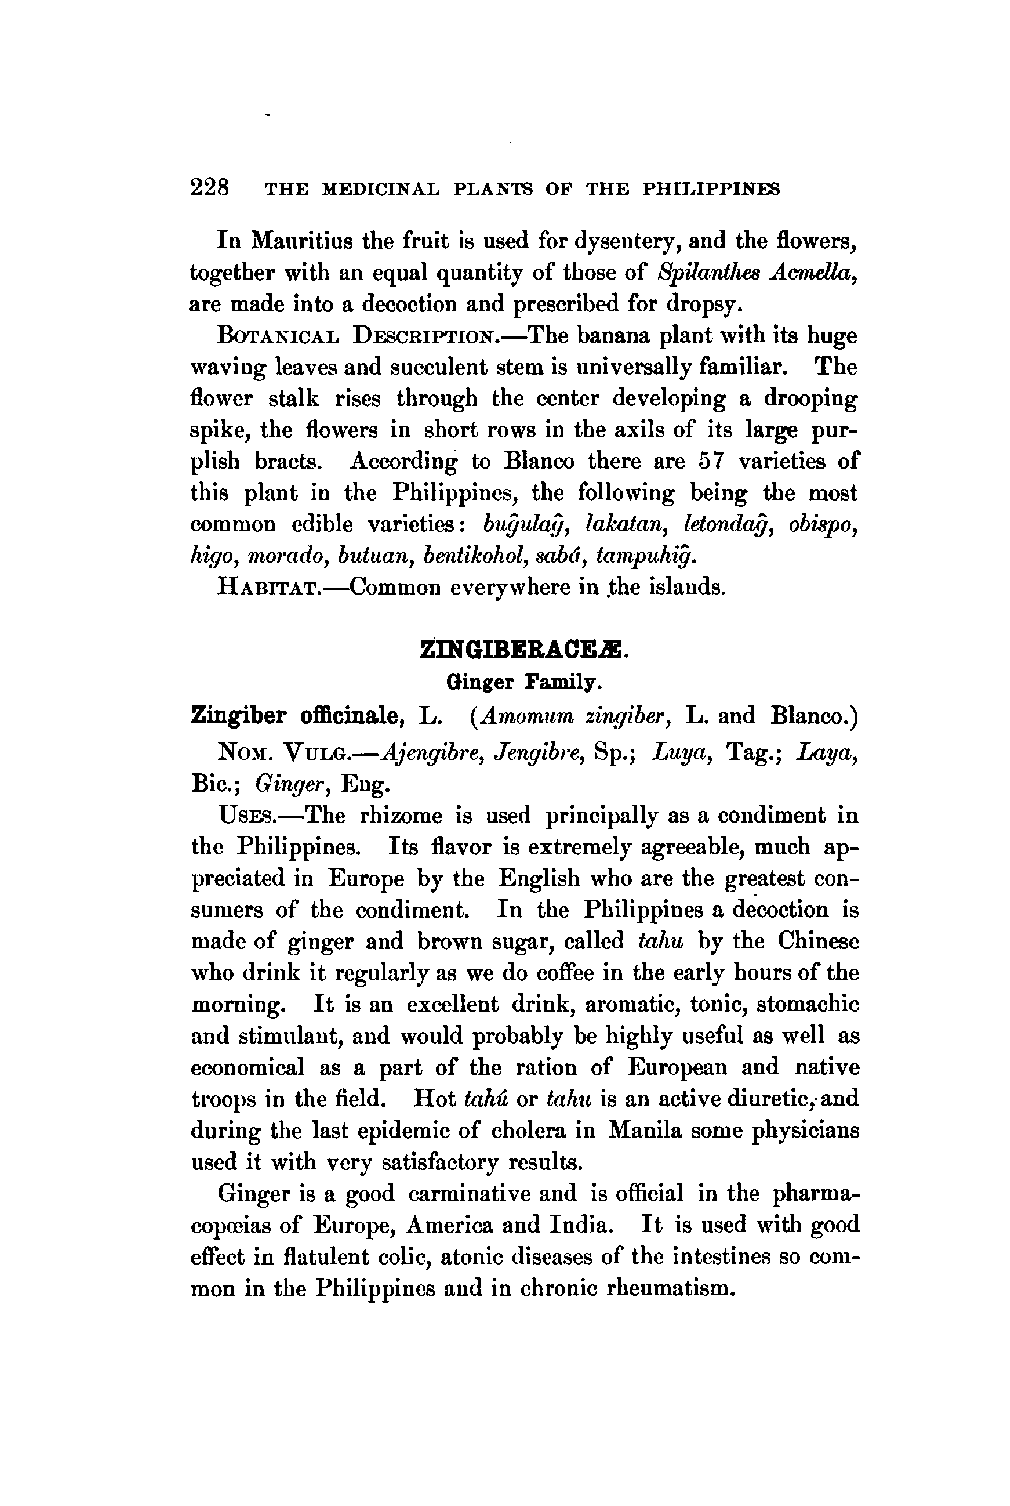 228 THE MEDICINAL PLANTS OF THE PHILIPPINES
In Mauritius the fruit is used for dysentery, and the flowers,
together with an equal quantity of those of Spilanthes Acmella,
are made into a decoction and prescribed for dropsy.
BOTANICAL DESCRIPTION.—The banana plant with its huge
waving leaves and succulent stem is universally familiar. The
flower stalk rises through the center developing a drooping
spike, the flowers in short rows in the axils of its large pur-
plish bracts. According to Blanco there are 57 varieties of
this plant in the Philippines, the following being the most
common edible varieties: buĝulaĝ, lakatan, letondaĝ, obispo,
higo, morado, butuan, bentikohol, sabá, tampuhiĝ.
HABITAT.—Common everywhere in the islands.
ZINGIBERACEÆ.
Ginger Family.
Zingiber officinale, L. (Amomum zingiber, L. and Blanco.)
NOM. VULG.—Ajengibre, Jengibre, Sp.; Luya, Tag.; Laya,
Bic.; Ginger, Eng.
USES.—The rhizome is used principally as a condiment in
the Philippines. Its flavor is extremely agreeable, much ap-
preciated in Europe by the English who are the greatest con-
sumers of the condiment. In the Philippines a decoction is
made of ginger and brown sugar, called tahu by the Chinese
who drink it regularly as we do coffee in the early hours of the
morning. It is an excellent drink, aromatic, tonic, stomachic
and stimulant, and would probably be highly useful as well as
economical as a part of the ration of European and native
troops in the field. Hot tahú or tahu is an active diuretic, and
during the last epidemic of cholera in Manila some physicians
used it with very satisfactory results.
Ginger is a good carminative and is official in the pharma-
copœias of Europe, America and India. It is used with good
effect in flatulent colic, atonic diseases of the intestines so com-
mon in the Philippines and in chronic rheumatism.